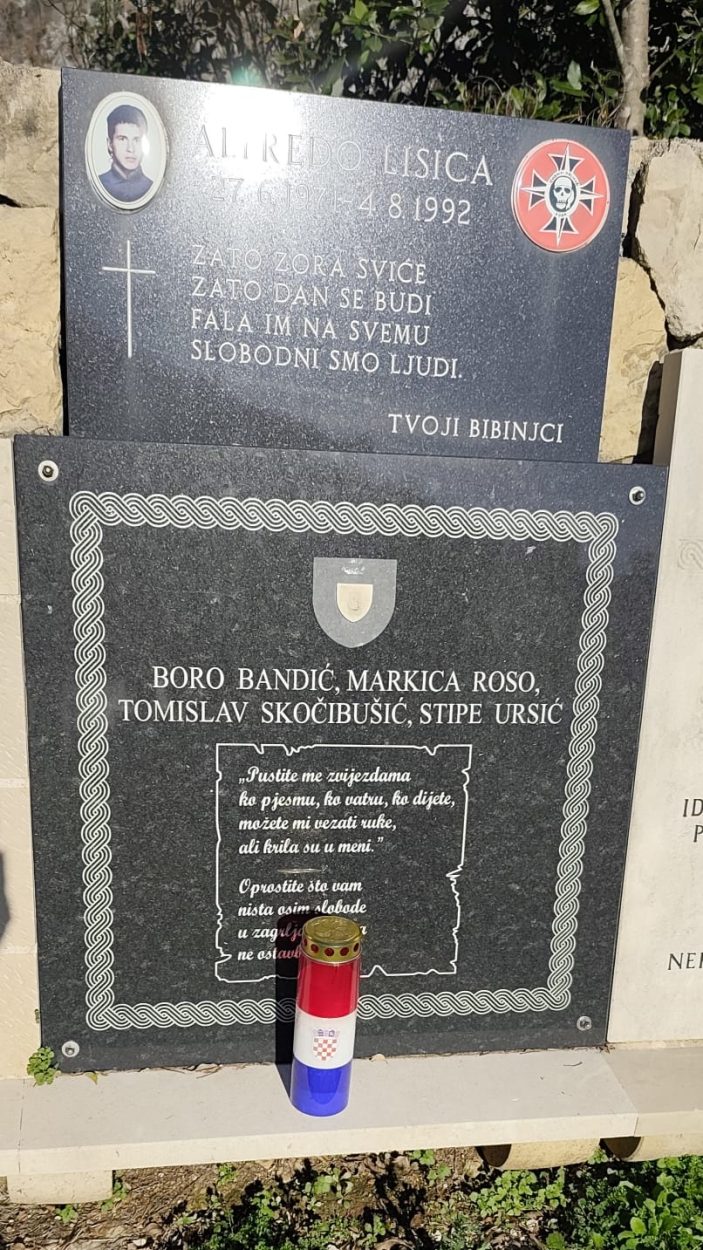 ALFREDO LISICA
27 6 – 4 8 1992
ZATO ZORA SVIĆE
ZATO DAN SE BUDI
FALA IM NA SVEMU
SLOBODNI SMO LJUDI.
TVOJI BIBINJCI
BORO BANDIĆ, MARKICA ROSO,
TOMISLAV SKOČIBUŠIĆ, STIPE URSIĆ
„Pustite me zvijezdama
ko pjesmu, ko vatru, ko dijete,
možete mi vezati ruke,
ali krila su u meni.”
Oprostite što vam
nista osim slobode
u
ne
ID
P